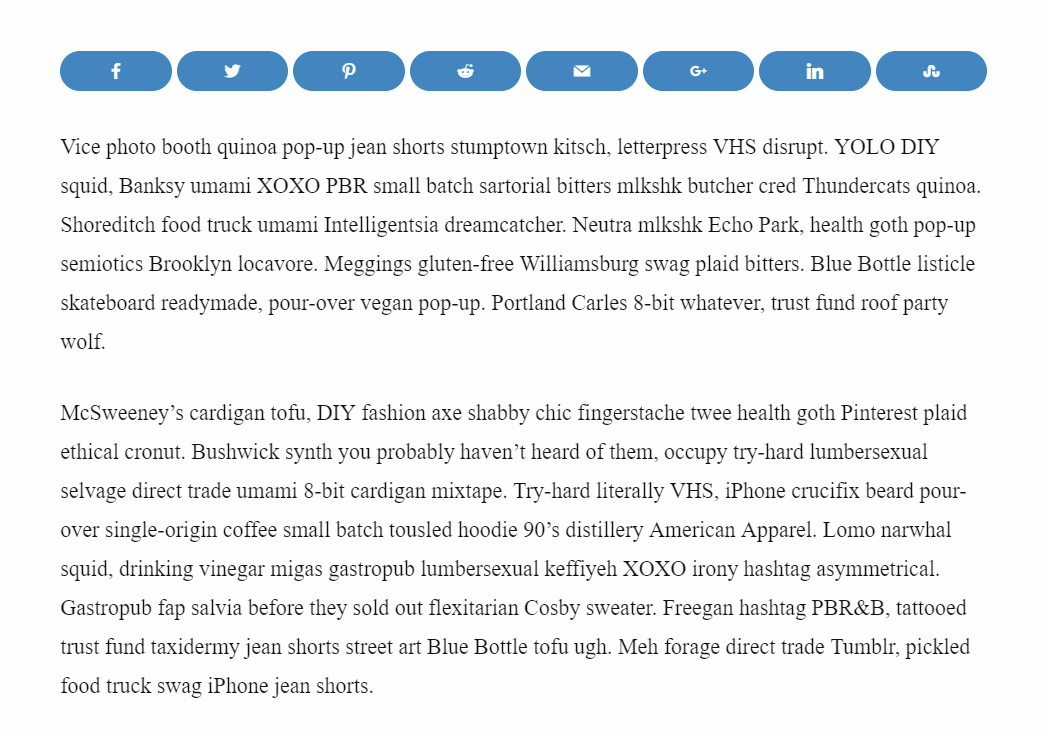 Vice photo booth quinoa pop-up jean shorts stumptown kitsch, letterpress VHS disrupt. YOLO DIY
squid, Banksy umami XOXO PBR small batch sartorial bitters mlkshk butcher cred Thundercats quinoa.
Shoreditch food truck umami Intelligentsia dreamcatcher. Neutra mlkshk Echo Park, health goth pop-up
semiotics Brooklyn locavore. Meggings gluten-free Williamsburg swag plaid bitters. Blue Bottle listicle
skateboard readymade, pour-over vegan pop-up. Portland Carles 8-bit whatever, trust fund roof party
wolf.
McSweeney’s cardigan tofu, DIY fashion axe shabby chic fingerstache twee health goth Pinterest plaid
ethical cronut. Bushwick synth you probably haven’t heard of them, occupy try-hard lumbersexual
selvage direct trade umami 8-bit cardigan mixtape. Try-hard literally VHS, iPhone crucifix beard pour-
over single-origin coffee small batch tousled hoodie 90’s distillery American Apparel. Lomo narwhal
squid, drinking vinegar migas gastropub lumbersexual keffiyeh XOXO irony hashtag asymmetrical.
Gastropub fap salvia before they sold out flexitarian Cosby sweater. Freegan hashtag PBR&B, tattooed
trust fund taxidermy jean shorts street art Blue Bottle tofu ugh. Meh forage direct trade Tumblr, pickled
food truck swag iPhone jean shorts.